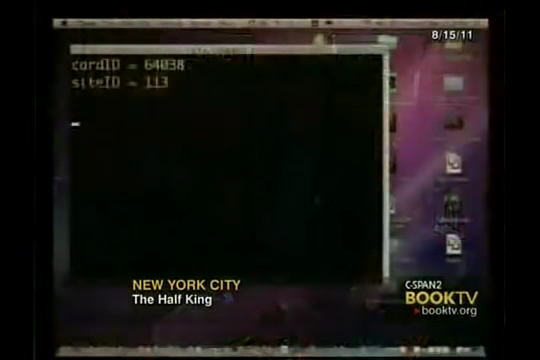 8/15/11
cardID = 64038
siteID = 113
NEW YORK CITY
The Half King
C-SPAN2
BOOKTV
booktv.org